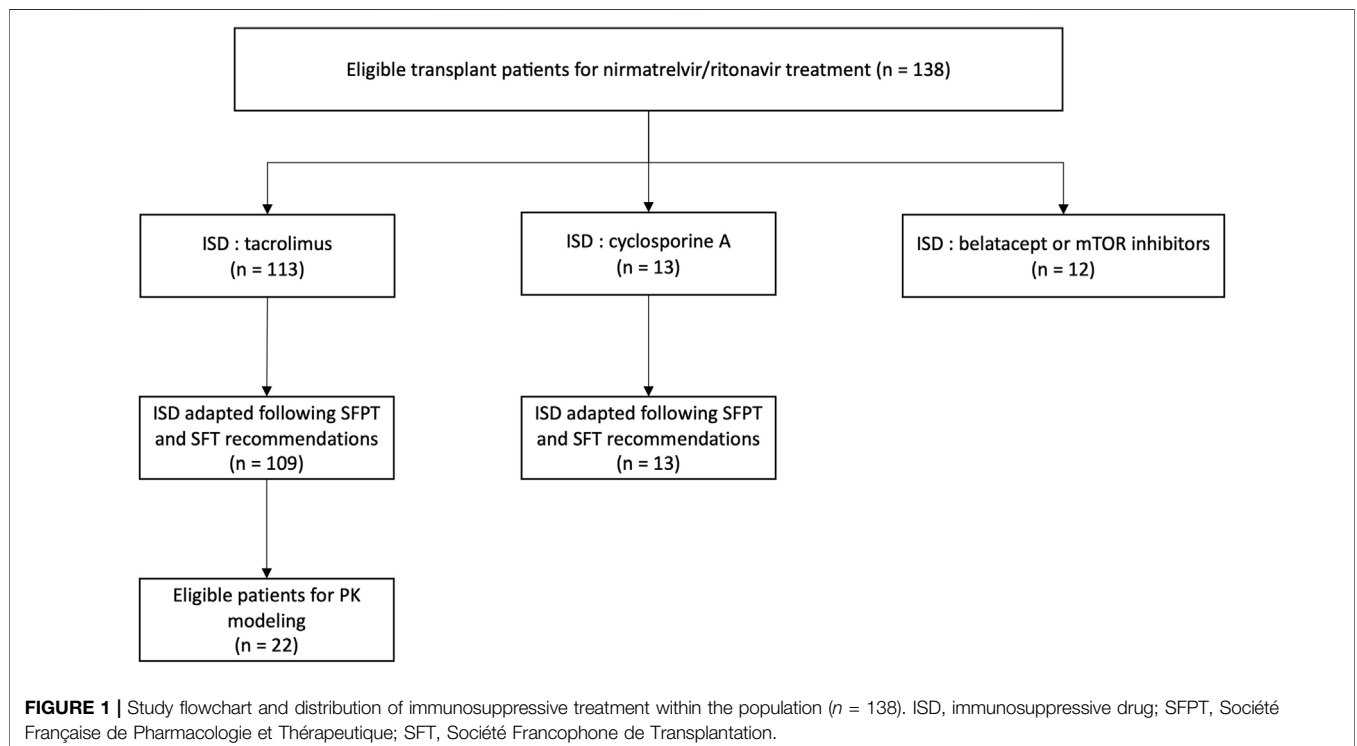 Eligible transplant patients for nirmatrelvir/ritonavir treatment (n = 138)
ISD : tacrolimus
(n = 113)
ISD : cyclosporine A
(n = 13)
ISD : belatacept or mTOR inhibitors
(n = 12)
ISD adapted following SFPT
and SFT recommendations
(n = 109)
ISD adapted following SFPT
and SFT recommendations
(n = 13)
Eligible patients for PK
modeling
(n = 22)
FIGURE 1 | Study flowchart and distribution of immunosuppressive treatment within the population (n = 138). ISD, immunosuppressive drug; SFPT, Société
Française de Pharmacologie et Thérapeutique; SFT, Société Francophone de Transplantation.